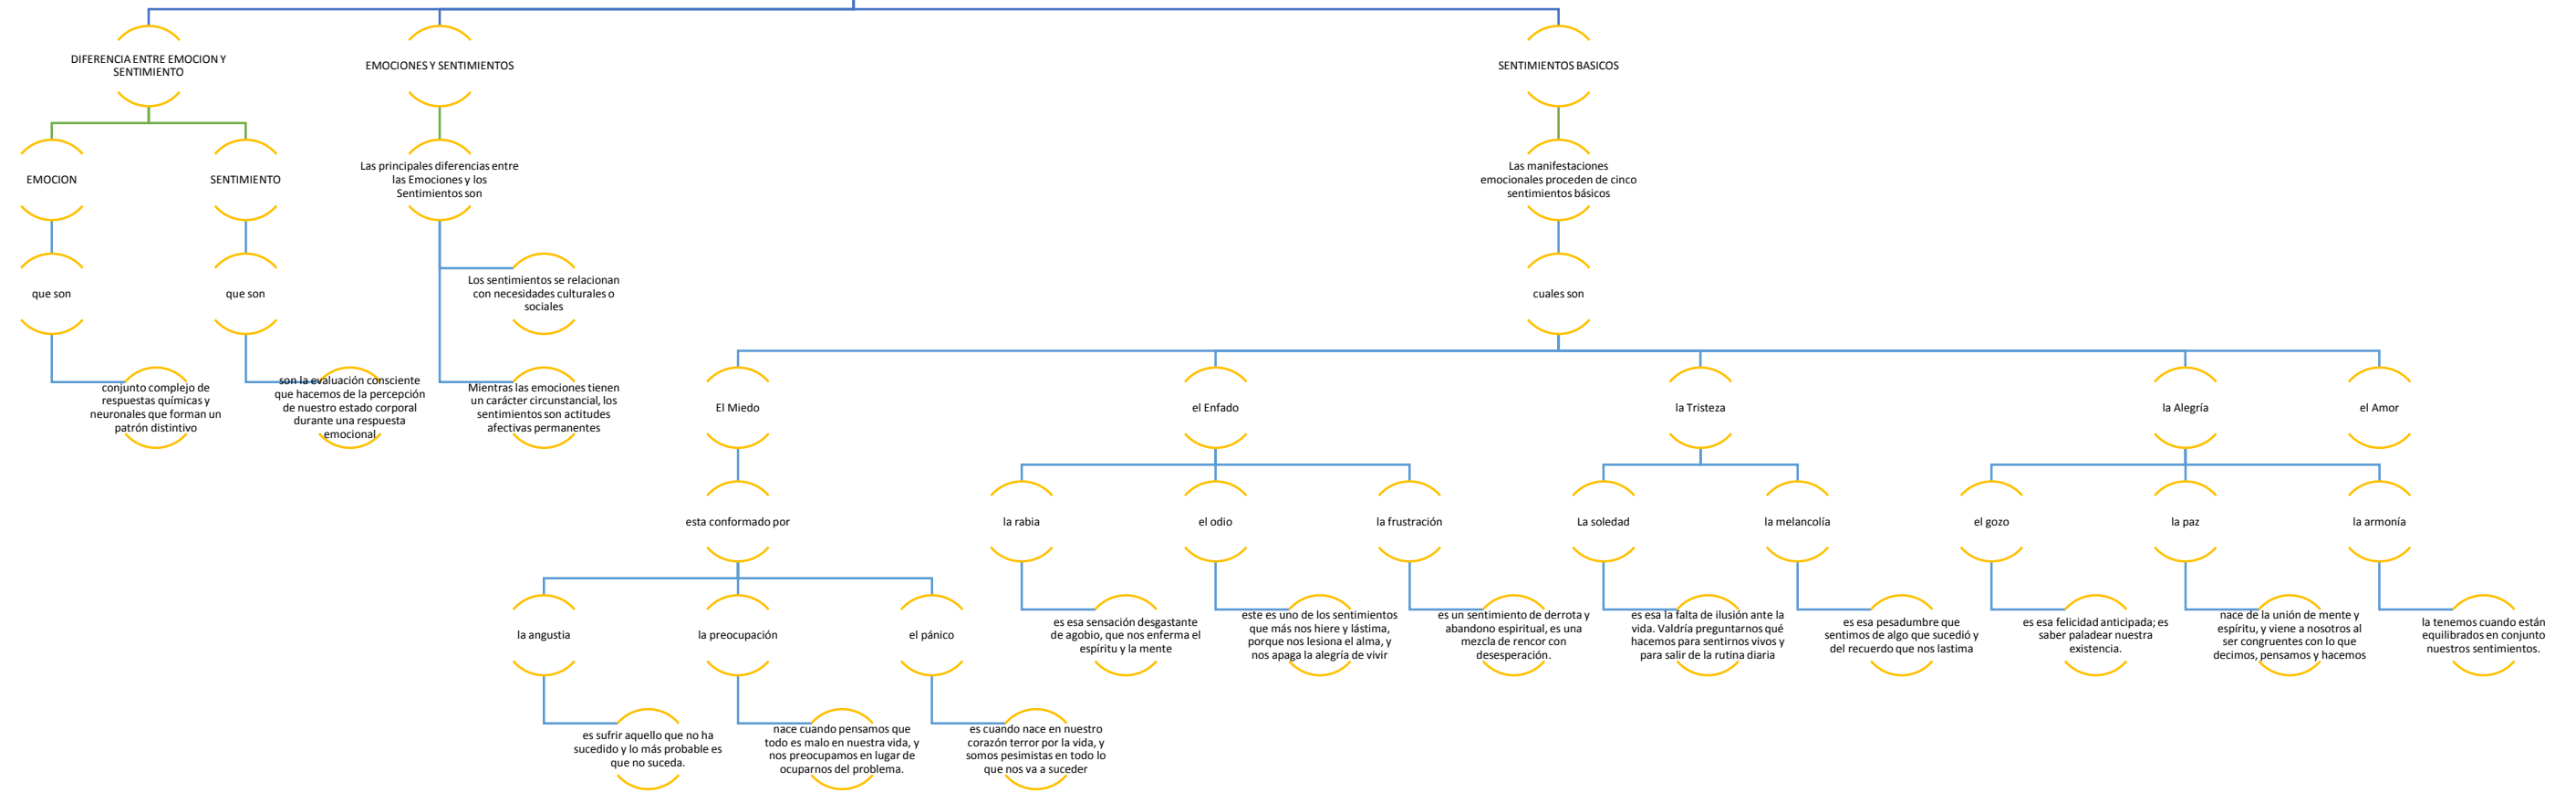 DIFERENCIA ENTRE EMOCION Y
SENTIMIENTO
EMOCIONES Y SENTIMIENTOS
SENTIMIENTOS BASICOS
EMOCION
SENTIMIENTO
Las principales diferencias entre
las Emociones y los
Sentimientos son
Las manifestaciones
emocionales proceden de cinco
sentimientos básicos
que son
que son
Los sentimientos se relacionan
con necesidades culturales o
sociales
cuales son
conjunto complejo de
respuestas químicas y
neuronales que forman un
patrón distintivo
son la evaluación consciente
que hacemos de la percepción
de nuestro estado corporal
durante una respuesta
emocional
Mientras las emociones tienen
un carácter circunstancial, los
sentimientos son actitudes
afectivas permanentes
El Miedo
el Enfado
la Tristeza
la Alegría
el Amor
esta conformado por
la rabia
el odio
la frustración
La soledad
la melancolía
el gozo
la paz
la armonía
la angustia
la preocupación
el pánico
es esa sensación desgastante
de agobio, que nos enferma el
espíritu y la mente
este es uno de los sentimientos
que más nos hiere y lástima,
porque nos lesiona el alma, y
nos apaga la alegría de vivir
es un sentimiento de derrota y
abandono espiritual, es una
mezcla de rencor con
desesperación.
es esa la falta de ilusión ante la
vida. Valdría preguntarnos qué
hacemos para sentirnos vivos y
para salir de la rutina diaria
es esa pesadumbre que
sentimos de algo que sucedió y
del recuerdo que nos lastima
es esa felicidad anticipada; es
saber paladear nuestra
existencia.
nace de la unión de mente y
espíritu, y viene a nosotros al
ser congruentes con lo que
decimos, pensamos y hacemos
la tenemos cuando están
equilibrados en conjunto
nuestros sentimientos.
es sufrir aquello que no ha
sucedido y lo más probable es
que no suceda.
nace cuando pensamos que
todo es malo en nuestra vida, y
nos preocupamos en lugar de
ocuparnos del problema.
es cuando nace en nuestro
corazón terror por la vida, y
somos pesimistas en todo lo
que nos va a suceder